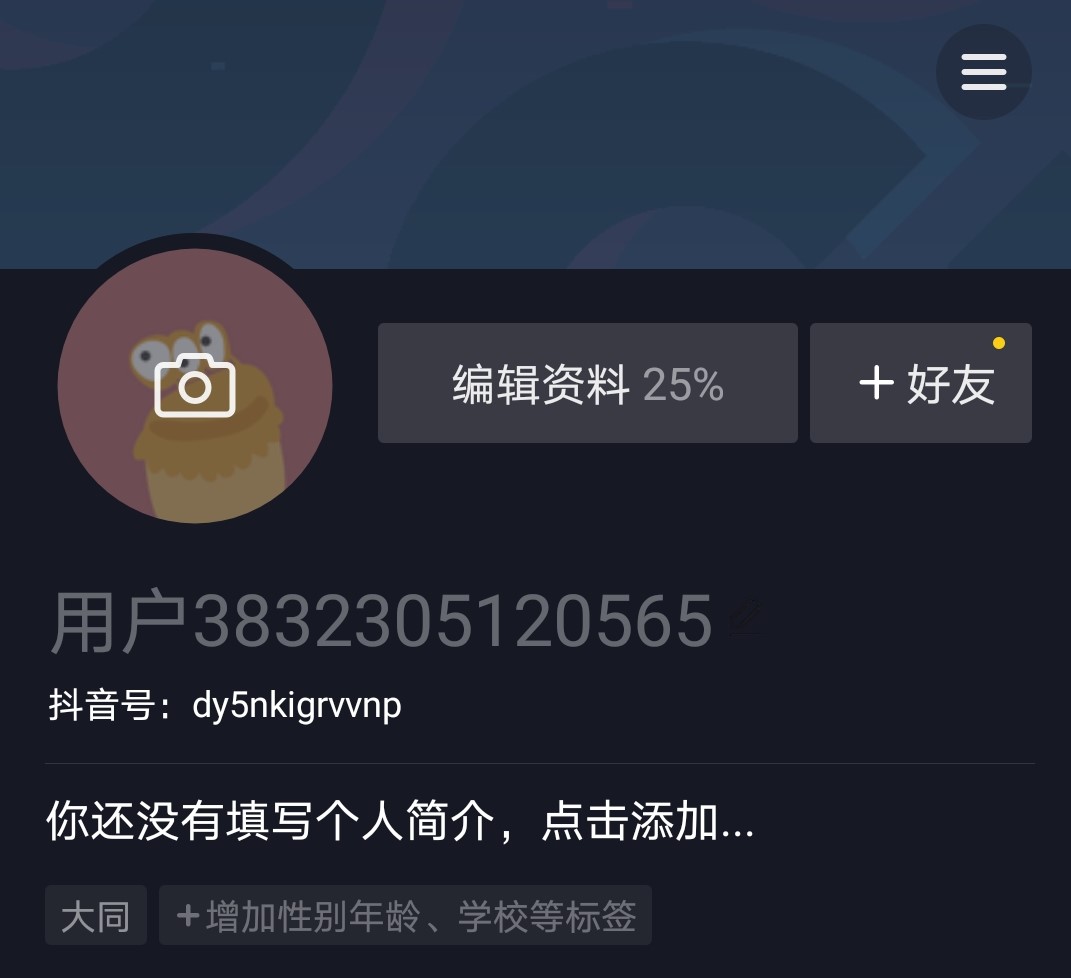 编辑资料 25%
+好友
用户3832305120565
抖音号：dy5nkigrvvnp
你还没有填写个人简介，点击添加...
大同
+增加性别年龄、学校等标签